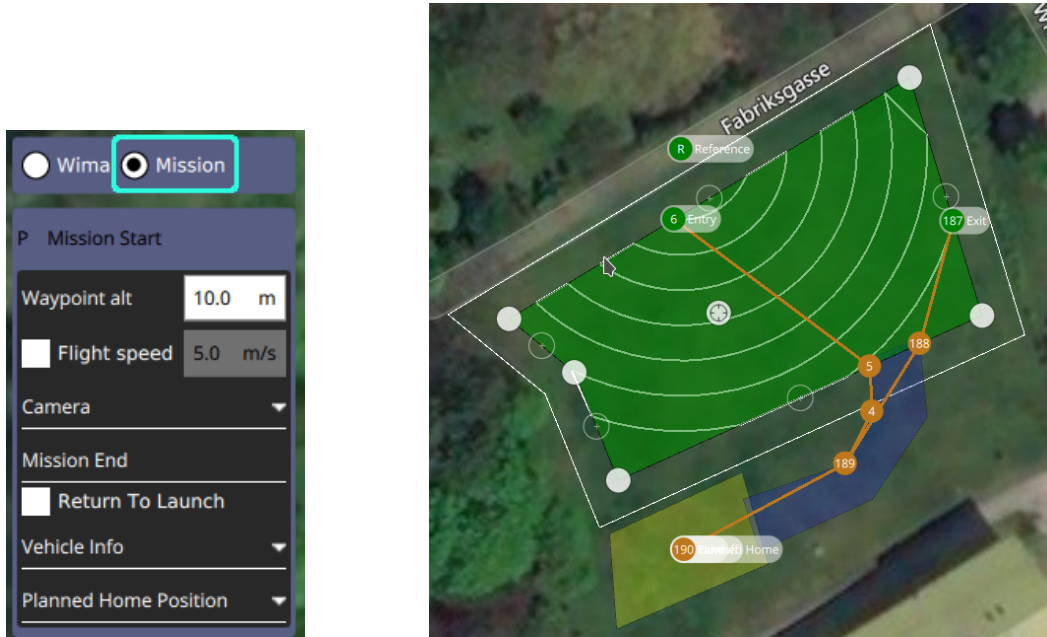 Wima Mission
P Mission Start
Waypoint alt 10.0 m
Flight speed 5.0 m/s
Camera
Mission End
Return To Launch
Vehicle Info
Planned Home Position
Fabriksgasse
R Reference
6 Entry
187 Exit
5
188
4
189
190 Home